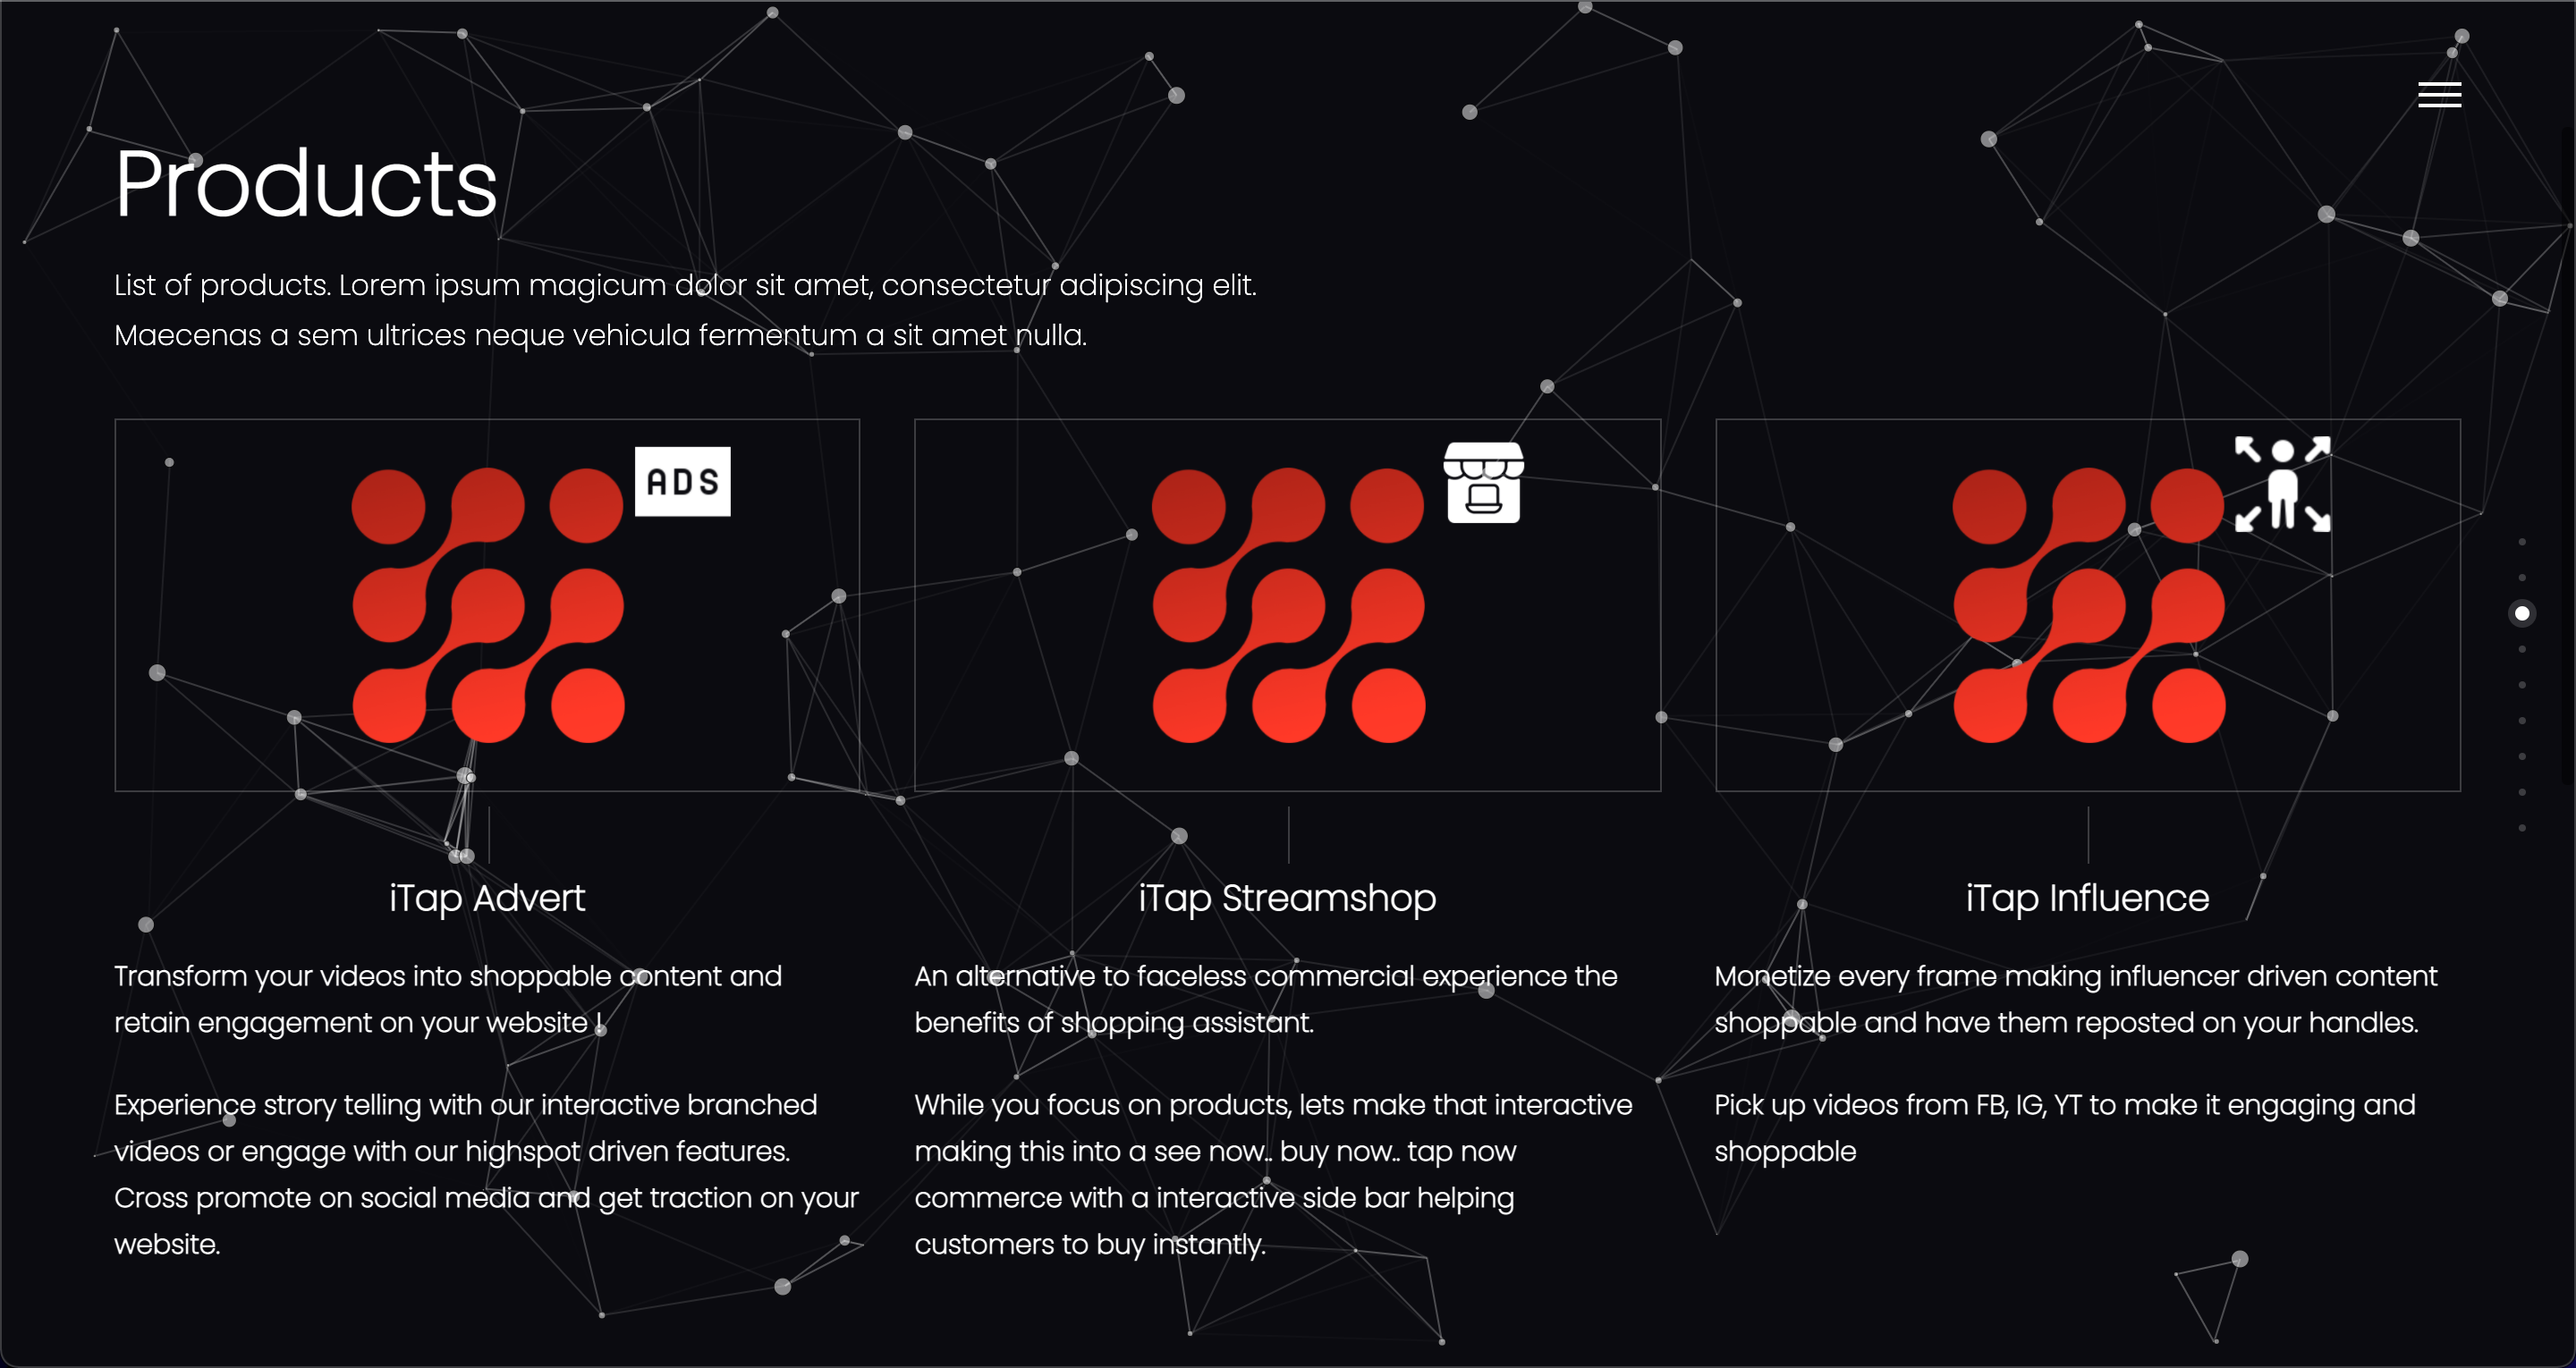 Products
List of products. Lorem ipsum magicum dolor sit amet, consectetur adipiscing elit.
Maecenas a sem ultrices neque vehicula fermentum a sit amet nulla.
ADS
iTap Advert
Transform your videos into shoppable content and
retain engagement on your website !
Experience strory telling with our interactive branched
videos or engage with our highspot driven features.
Cross promote on social media and get traction on your
website.
iTap Streamshop
An alternative to faceless commercial experience the
benefits of shopping assistant.
While you focus on products, lets make that interactive
making this into a see now.. buy now.. tap now
commerce with a interactive side bar helping
customers to buy instantly.
iTap Influence
Monetize every frame making influencer driven content
shoppable and have them reposted on your handles.
Pick up videos from FB, IG, YT to make it engaging and
shoppable